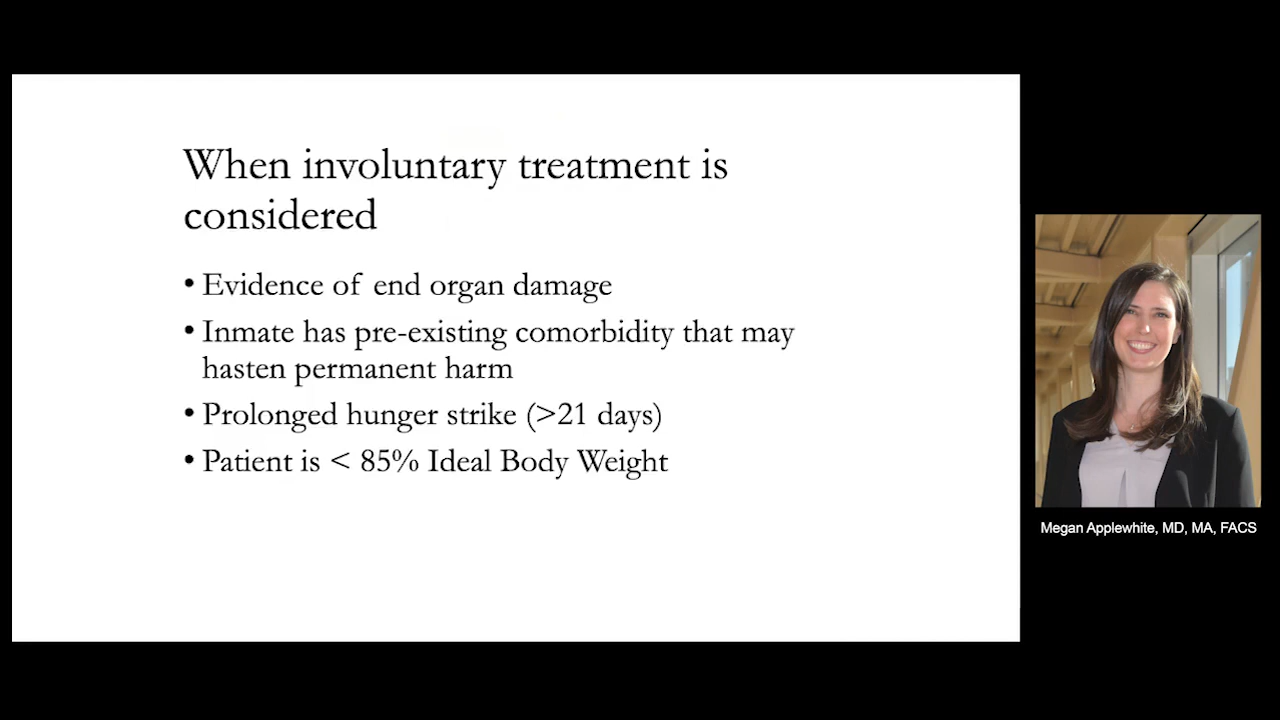 When involuntary treatment is
considered
• Evidence of end organ damage
• Inmate has pre-existing comorbidity that may
hasten permanent harm
• Prolonged hunger strike (>21 days)
• Patient is < 85% Ideal Body Weight
Megan Applewhite, MD, MA, FACS